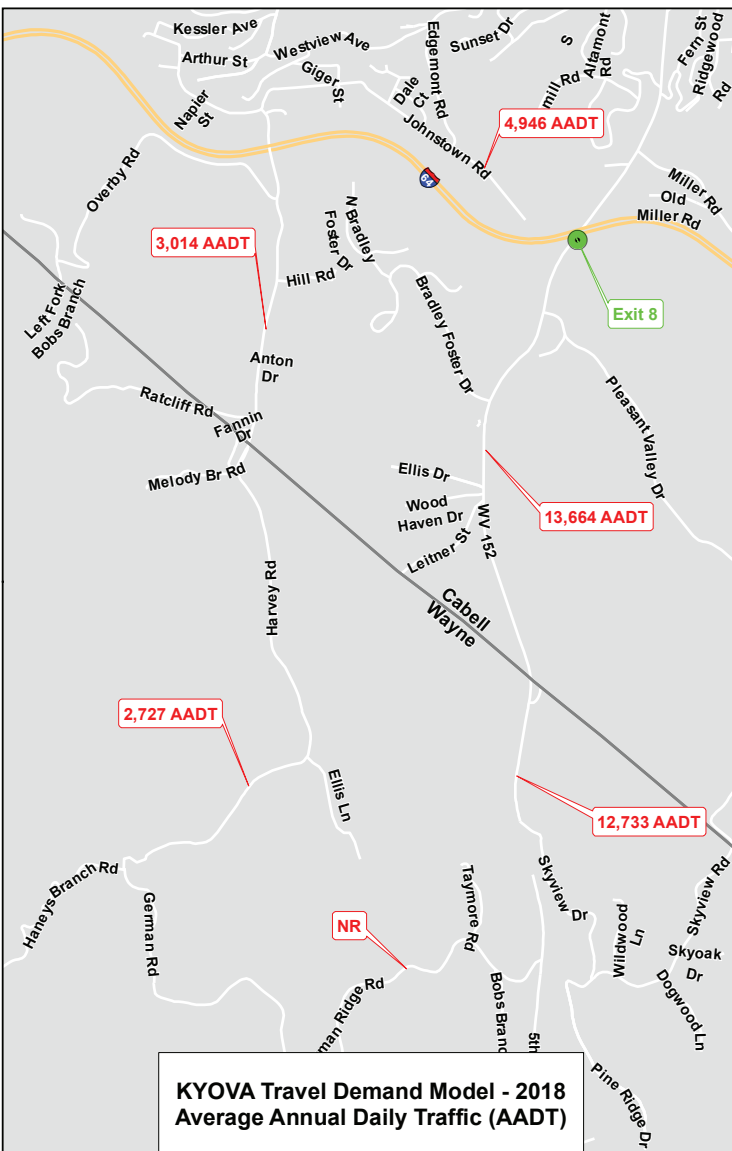 Kessler Ave
Westview Ave
Edgemont Rd
Sunset Dr
S
Altamont
Rd
Fern St
Ridgewood
Rd
Arthur St
Giger St
Dale
Ct
mill Rd
Napier
St
Johnstown Rd
4,946 AADT
64
Overby Rd
Miller Rd
Old
Miller Rd
N Bradley
Foster Dr
3,014 AADT
Hill Rd
Exit 8
Left Fork
Bobs Branch
Bradley Foster Dr
Anton
Dr
Ratcliff Rd
Fannin
Dr
Pleasant Valley Dr
Melody Br Rd
Ellis Dr
Wood
Haven Dr
WV 152
13,664 AADT
Leitner St
Harvey Rd
Cabell
Wayne
2,727 AADT
Ellis Ln
12,733 AADT
Haneys Branch Rd
German Rd
Taymore Rd
Skyview Dr
Skyview Rd
Wildwood
Ln
Skyoak
Dr
Dogwood Ln
NR
man Ridge Rd
Bobs Branc
5th
Pine Ridge Dr
KYOVA Travel Demand Model - 2018
Average Annual Daily Traffic (AADT)